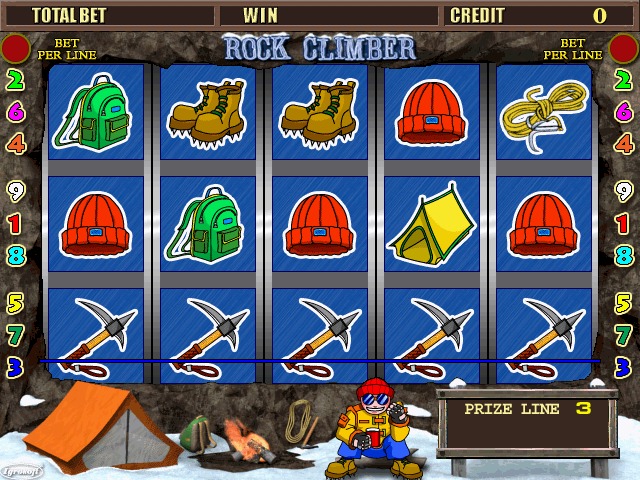 TOTAL BET WIN CREDIT 0
BET PER LINE
ROCK CLIMBER
BET PER LINE
2 2
6 6
4 4
9 9
1 1
8 8
5 5
7 7
3 3
PRIZE LINE 3
Igrosoft